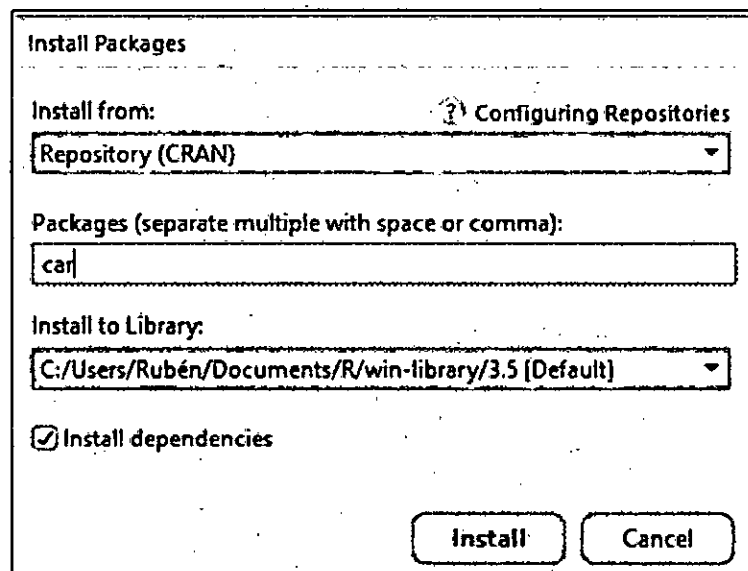 Install Packages
Install from:
? Configuring Repositories
Repository (CRAN)
Packages (separate multiple with space or comma):
car
Install to Library:
C:/Users/Rubén/Documents/R/win-library/3.5 [Default]
Install dependencies
Install
Cancel